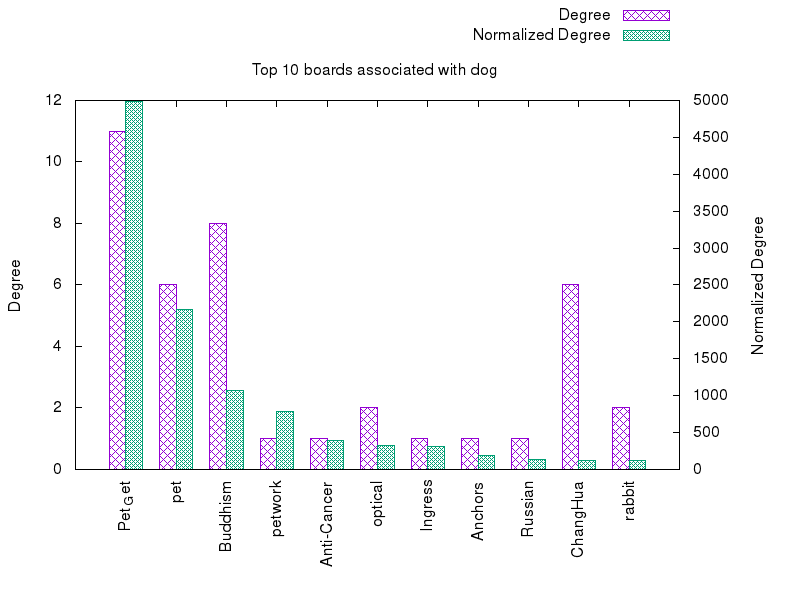 Degree
Normalized Degree
Top 10 boards associated with dog
12
10
8
6
4
2
0
5000
4500
4000
3500
3000
2500
2000
1500
1000
500
0
Degree
Normalized Degree
PetGet
pet
Buddhism
petwork
Anti-Cancer
optical
Ingress
Anchors
Russian
ChangHua
rabbit